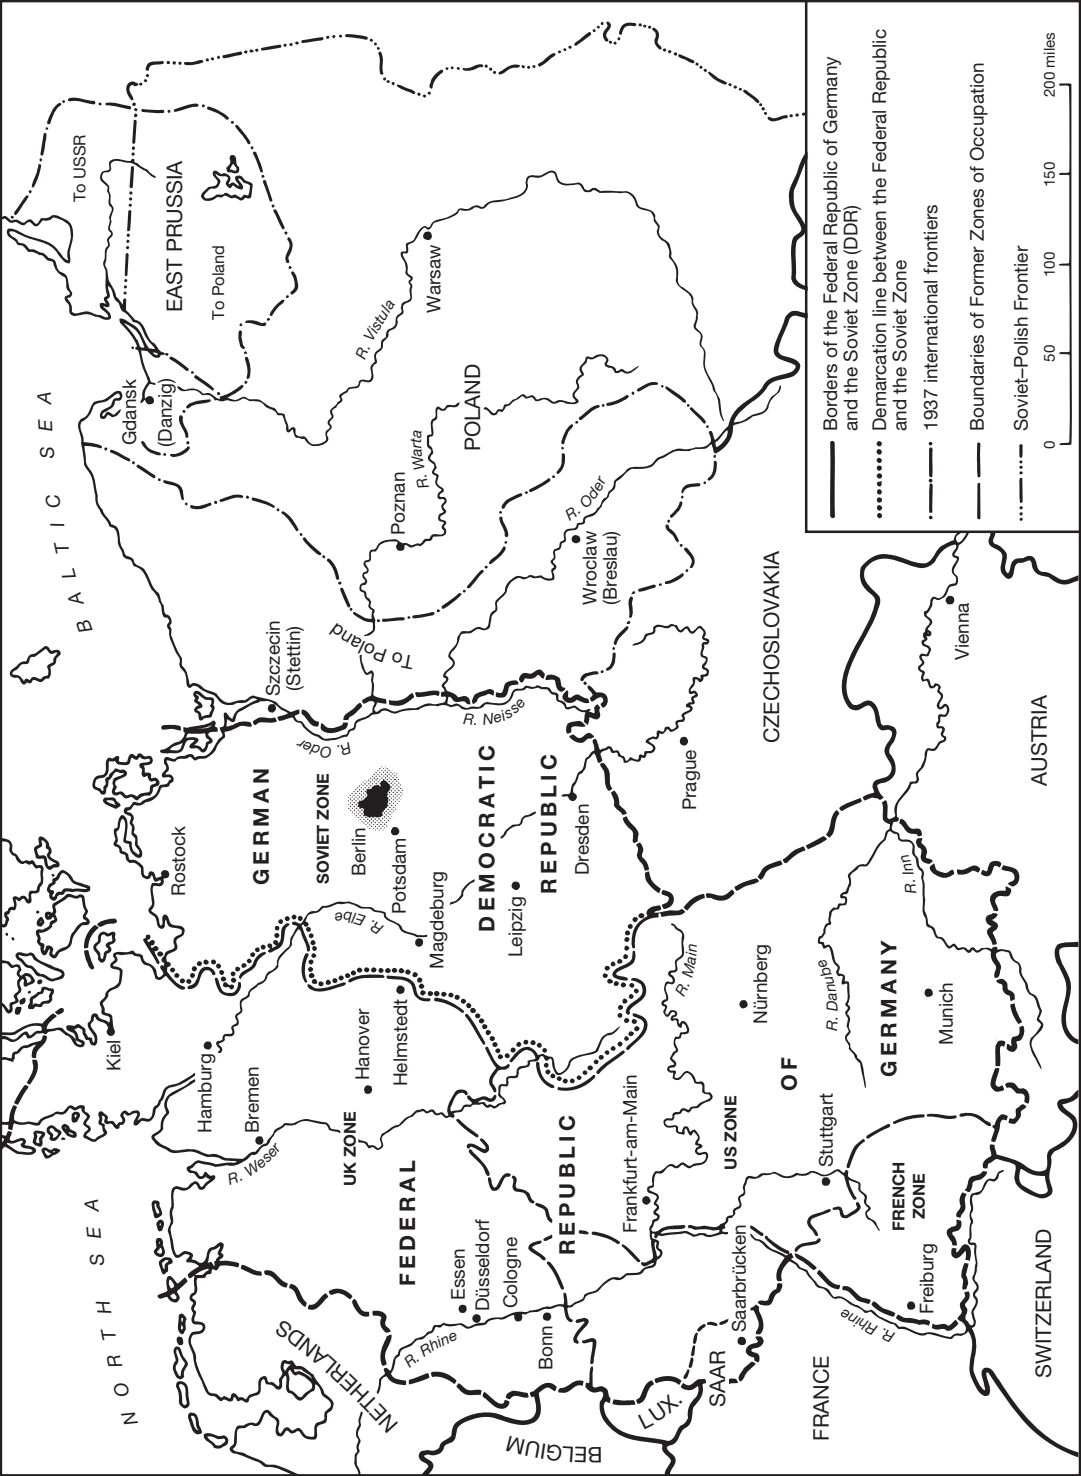 NORTH SEA
BALTIC SEA
To USSR
EAST PRUSSIA
To Poland
Gdansk
(Danzig)
R. Vistula
Warsaw
POLAND
R. Warta
Poznan
R. Oder
Wroclaw
(Breslau)
To Poland
Szczecin
(Stettin)
R. Oder
R. Neisse
Rostock
GERMAN
SOVIET ZONE
Berlin
Potsdam
DEMOCRATIC
REPUBLIC
Magdeburg
Leipzig
Dresden
R. Elbe
Kiel
Hamburg
Bremen
R. Weser
Hanover
Helmstedt
UK ZONE
FEDERAL
REPUBLIC
OF
GERMANY
Essen
Düsseldorf
Cologne
Bonn
R. Rhine
Frankfurt-am-Main
R. Main
Nürnberg
US ZONE
Stuttgart
R. Danube
Munich
R. Inn
FRENCH
ZONE
Freiburg
R. Rhine
Saarbrücken
SAAR
NETHERLANDS
BELGIUM
LUX.
FRANCE
SWITZERLAND
AUSTRIA
Vienna
CZECHOSLOVAKIA
Prague
Borders of the Federal Republic of Germany
and the Soviet Zone (DDR)
Demarcation line between the Federal Republic
and the Soviet Zone
1937 international frontiers
Boundaries of Former Zones of Occupation
Soviet–Polish Frontier
0 50 100 150 200 miles